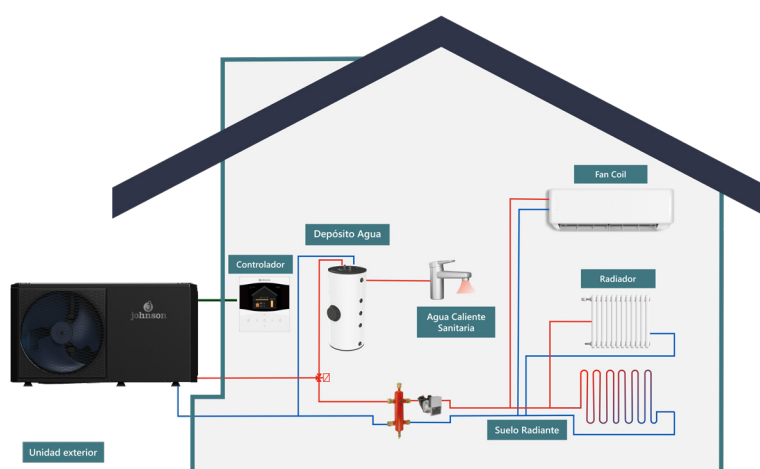 Fan Coil
Depósito Agua
Controlador
Radiador
johnson
Agua Caliente
Sanitaria
Suelo Radiante
Unidad exterior